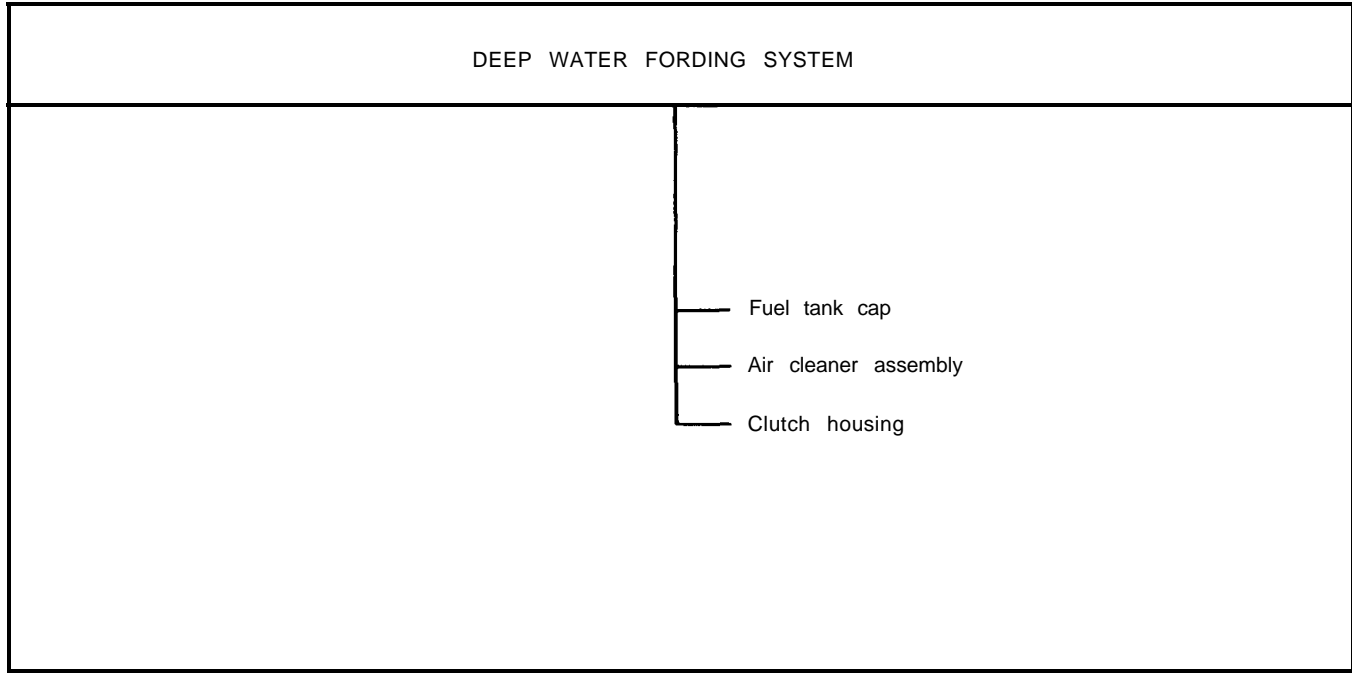 DEEP WATER FORDING SYSTEM
Fuel tank cap
Air cleaner assembly
Clutch housing